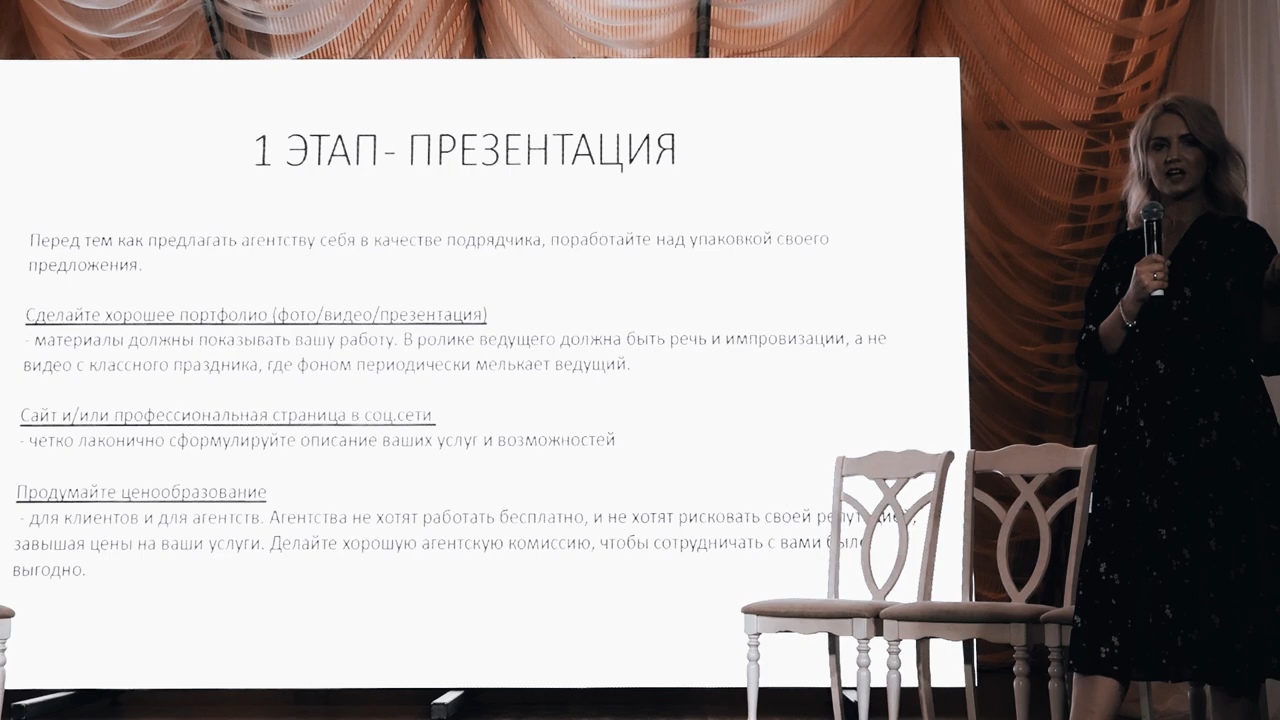 1 ЭТАП- ПРЕЗЕНТАЦИЯ
Перед тем как предлагать агентству себя в качестве подрядчика, поработайте над упаковкой своего
предложения.
Сделайте хорошее портфолио (фото/видео/презентация)
- материалы должны показывать вашу работу. В ролике ведущего должна быть речь и импровизации, а не
видео с классного праздника, где фоном периодически мелькает ведущий.
Сайт и/или профессиональная страница в соц.сети
- четко лаконично сформулируйте описание ваших услуг и возможностей
Продумайте ценообразование
- для клиентов и для агентств. Агентства не хотят работать бесплатно, и не хотят рисковать своей
завышая цены на ваши услуги. Делайте хорошую агентскую комиссию, чтобы сотрудничать с вами
выгодно.